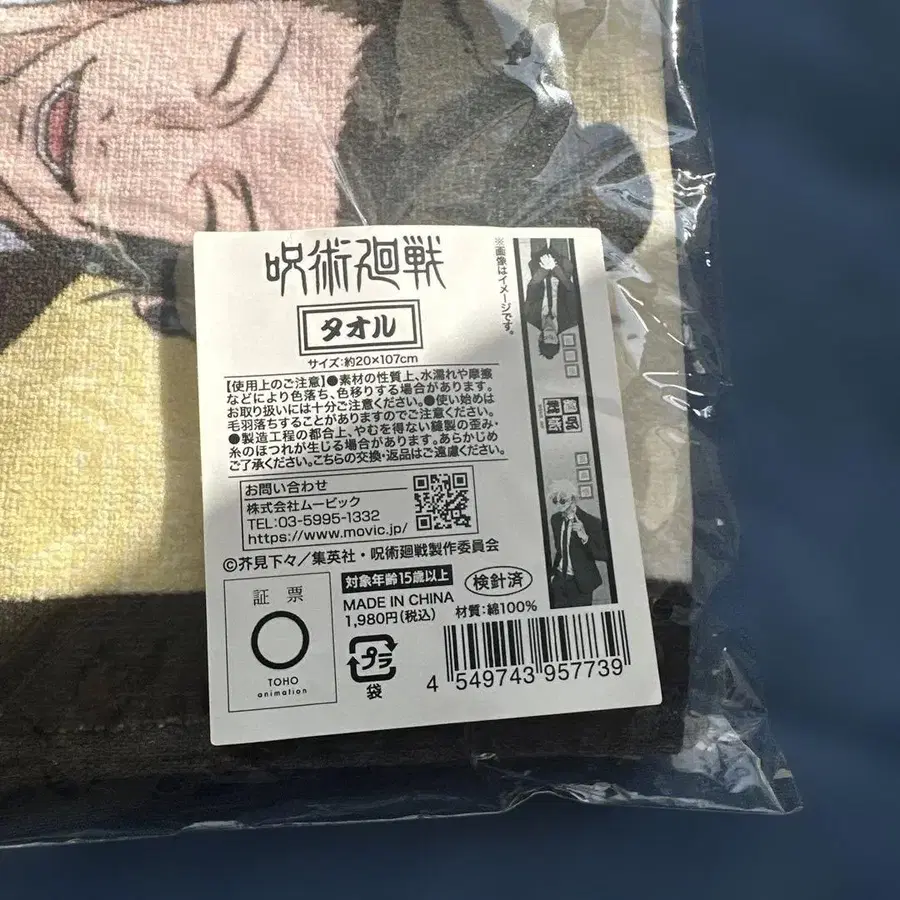 呪術廻戦
タオル
サイズ:約20×107cm
【使用上のご注意】●素材の性質上、水濡れや摩擦
などにより色落ち、色移りする場合があります。
お取り扱いには十分ご注意ください。●使い始めは
毛羽落ちすることがありますのでご注意ください。
●製造工程の都合上、やむを得ない縫製の歪み・
糸のほつれが生じる場合があります。あらかじめ
ご了承ください。こちらの交換・返品はご遠慮ください。
お問い合わせ
株式会社ムービック
TEL:03-5995-1332
https://www.movic.jp/
©芥見下々/集英社・呪術廻戦製作委員会
※画像はイメージです。
証票
TOHO
animation
対象年齢15歳以上
検針済
MADE IN CHINA
材質:綿100%
1,980円(税込)
プラ
袋
4 549743 957739